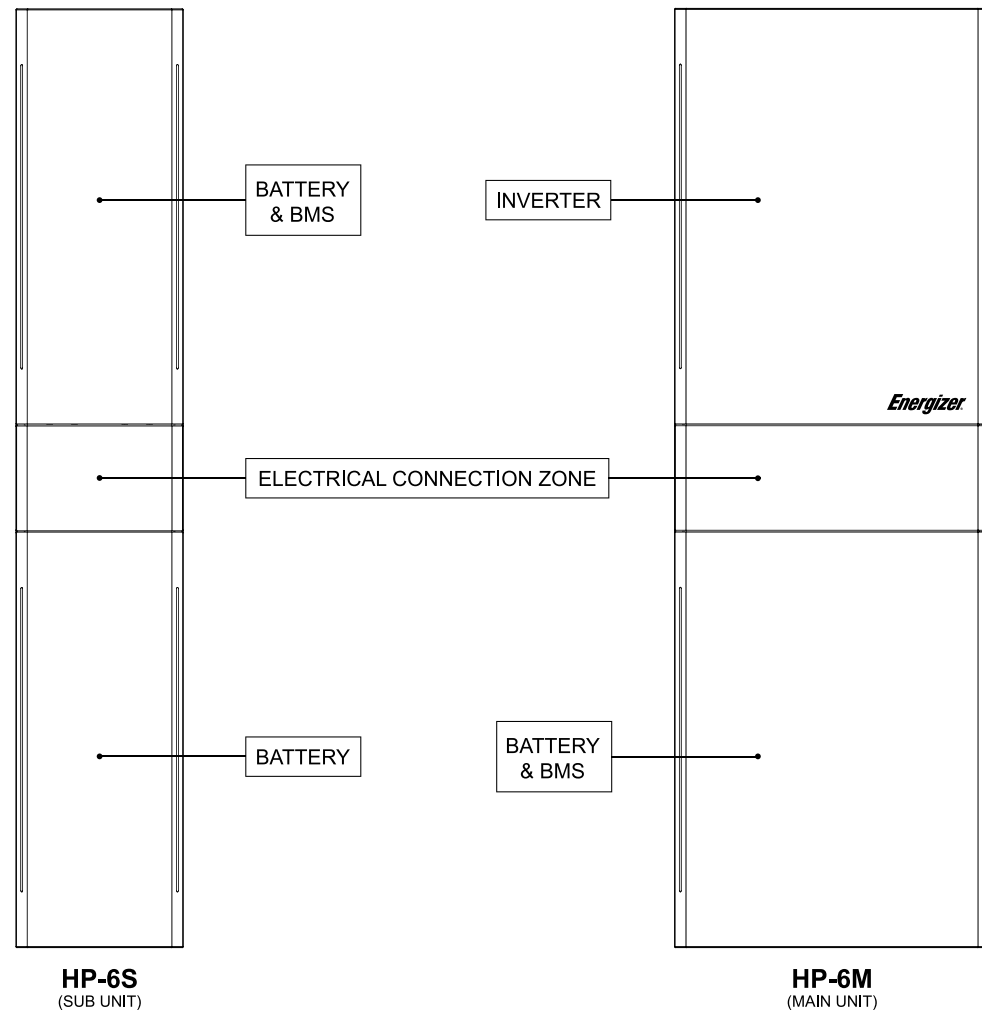 BATTERY
& BMS
INVERTER
Energizer
ELECTRICAL CONNECTION ZONE
BATTERY
BATTERY
& BMS
HP-6S
(SUB UNIT)
HP-6M
(MAIN UNIT)